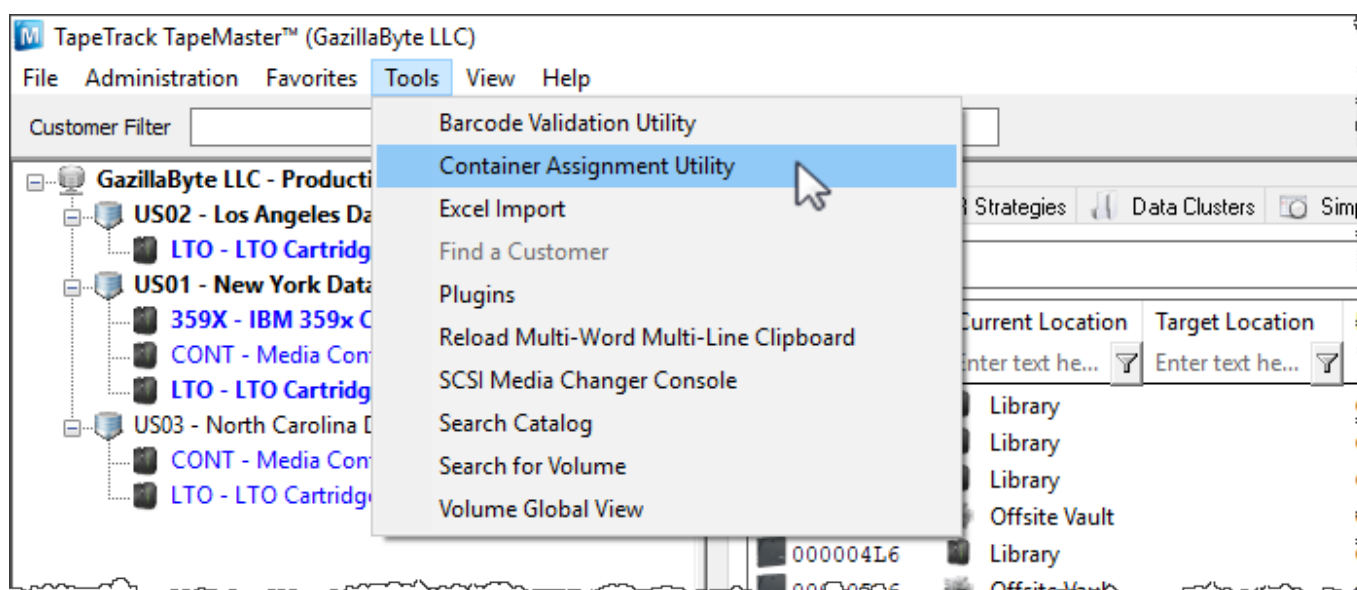 TapeTrack TapeMaster™ (GazillaByte LLC)
File Administration Favorites Tools View Help
Customer Filter
Barcode Validation Utility
Container Assignment Utility
Excel Import
Find a Customer
Plugins
Reload Multi-Word Multi-Line Clipboard
SCSI Media Changer Console
Search Catalog
Search for Volume
Volume Global View
GazillaByte LLC - Producti
US02 - Los Angeles Da
LTO - LTO Cartridg
US01 - New York Data
359X - IBM 359x C
CONT - Media Con
LTO - LTO Cartridg
US03 - North Carolina D
CONT - Media Con
LTO - LTO Cartridg
Strategies Data Clusters Sim
Current Location Target Location
Enter text he... Enter text he...
Library
Library
Library
Offsite Vault
000004L6 Library
Offsite Vault